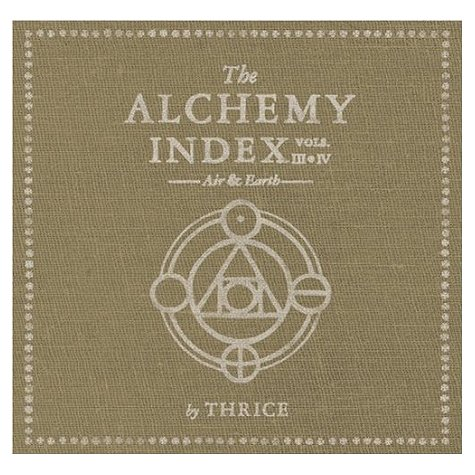 The
ALCHEMY
INDEX VOLS. III•IV
Air & Earth
by THRICE